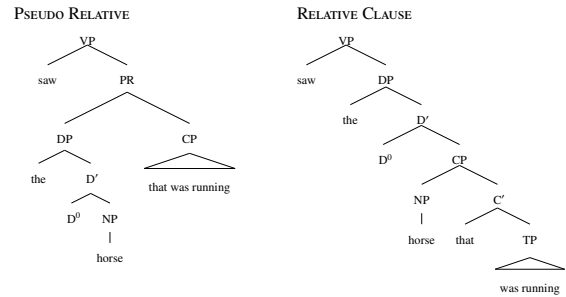 PSEUDO RELATIVE
VP
saw PR
DP CP
the D′ that was running
D⁰ NP
horse
RELATIVE CLAUSE
VP
saw DP
the D′
D⁰ CP
NP C′
horse that TP
was running